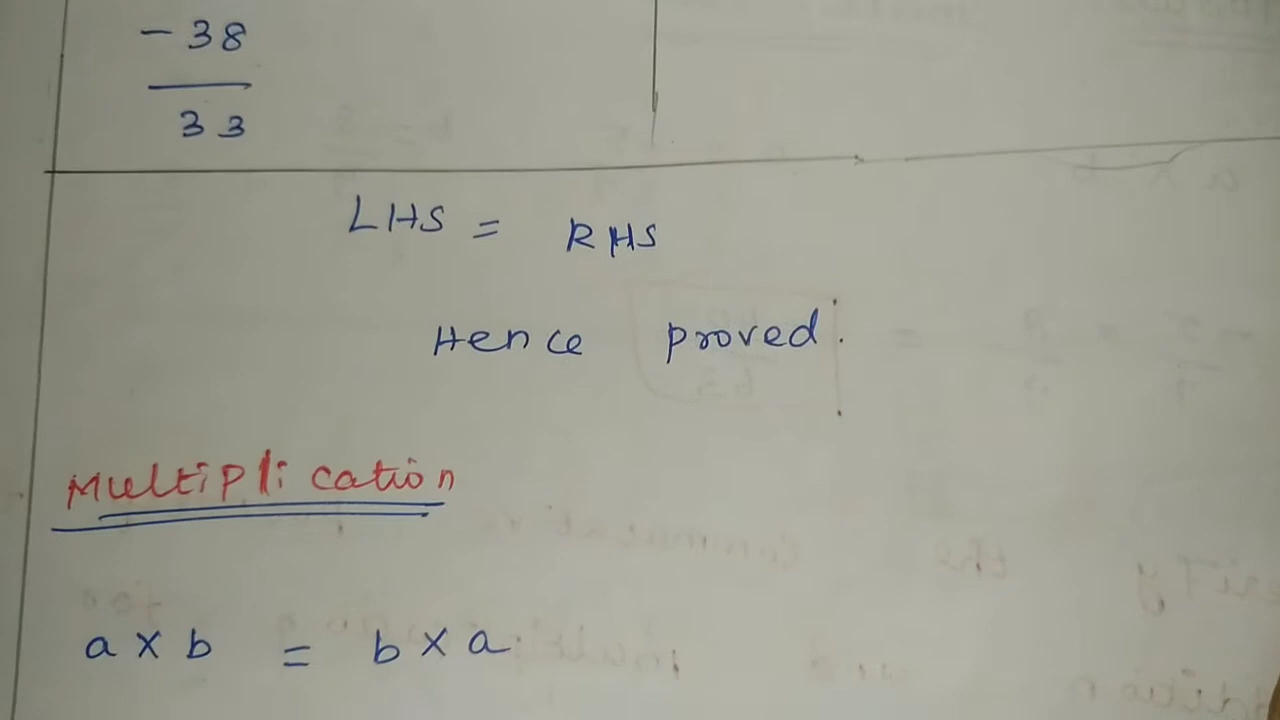 -38
33
LHS = RHS
Hence proved.
Multiplication
a × b = b × a